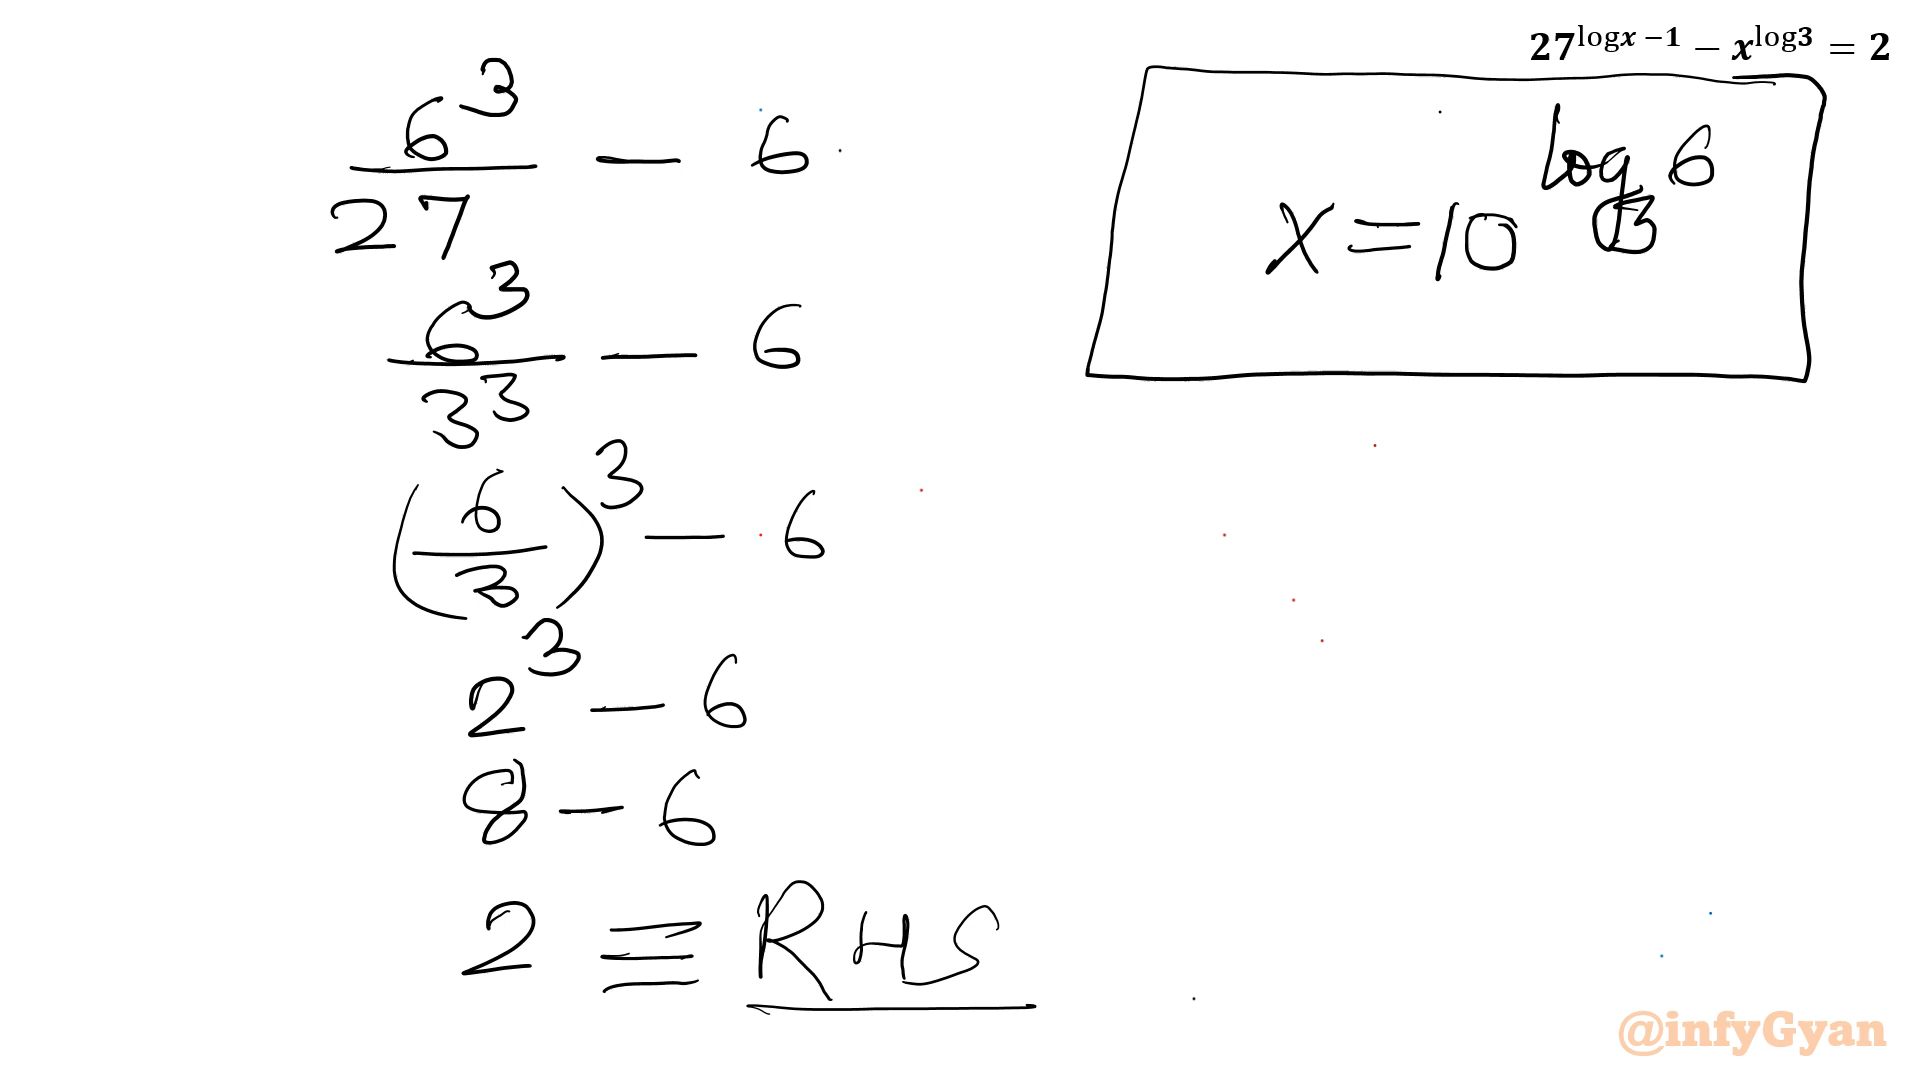 27^(log x − 1) − x^(log 3) = 2
6³/27 − 6
x = 10^(log₃ 6)
6³/3³ − 6
(6/3)³ − 6
2³ − 6
8 − 6
2 ≡ RHS
@infyGyan